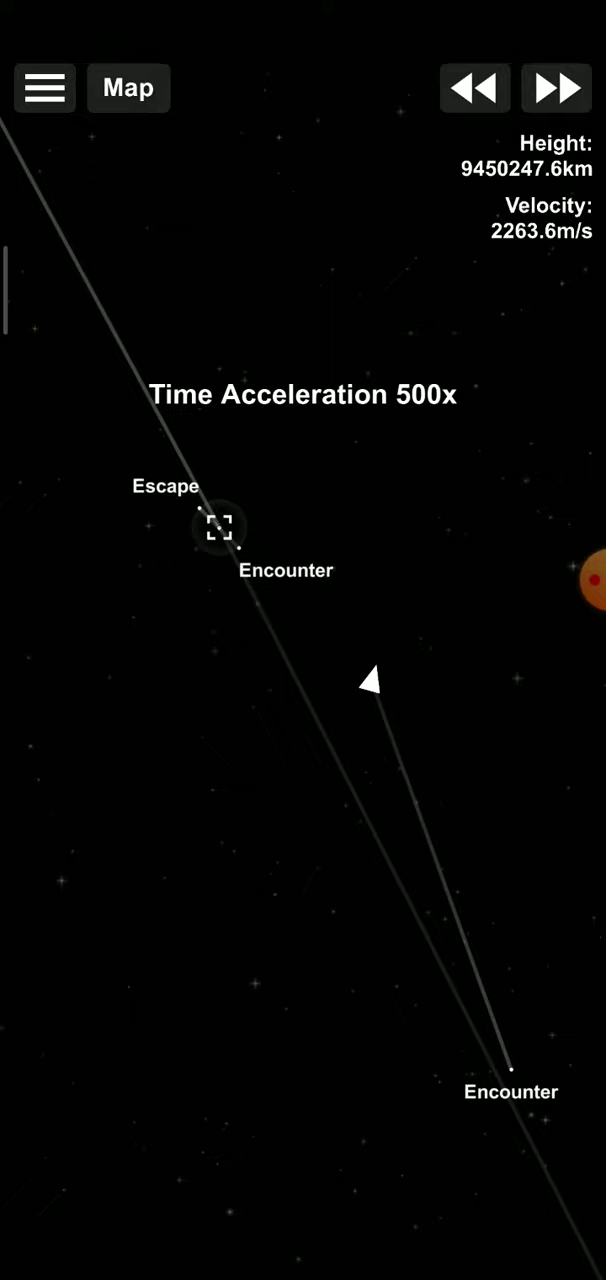 Map
Height:
9450247.6km
Velocity:
2263.6m/s
Time Acceleration 500x
Escape
Encounter
Encounter